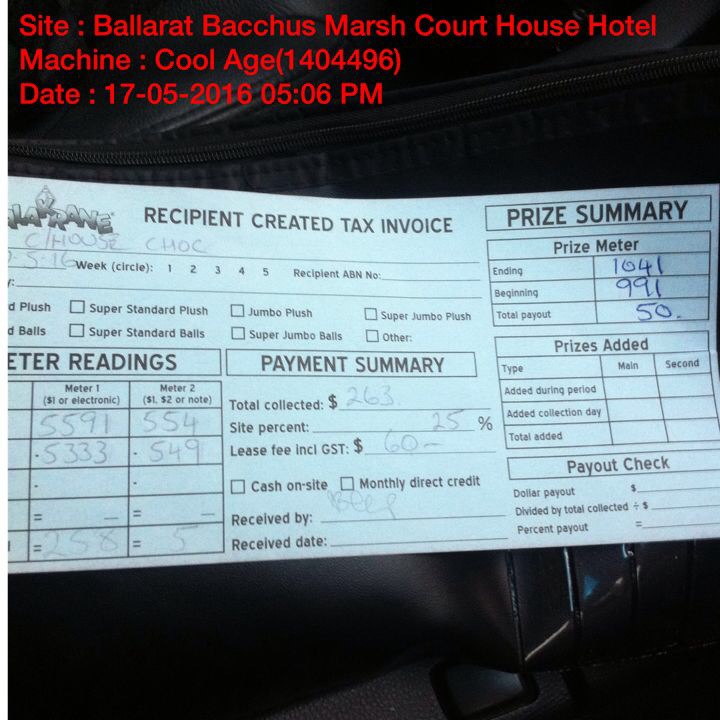 Site : Ballarat Bacchus Marsh Court House Hotel
Machine : Cool Age(1404496)
Date : 17-05-2016 05:06 PM
RECIPIENT CREATED TAX INVOICE
C/HOUSE CHOC
-5-16 Week (circle): 1 2 3 4 5 Recipient ABN No:
d Plush Super Standard Plush Jumbo Plush Super Jumbo Plush
d Balls Super Standard Balls Super Jumbo Balls Other:
ETER READINGS
Meter 1 Meter 2
($1 or electronic) ($1, $2 or note)
5591 554
-5333 - 549
- -
= — = —
= 258 = 5
PAYMENT SUMMARY
Total collected: $ 263.
Site percent: 25 %
Lease fee incl GST: $ 60-
Cash on-site Monthly direct credit
Received by:
Received date:
PRIZE SUMMARY
Prize Meter
Ending 1041
Beginning 991
Total payout 50.
Prizes Added
Type Main Second
Added during period
Added collection day
Total added
Payout Check
Dollar payout $
Divided by total collected ÷ $
Percent payout =